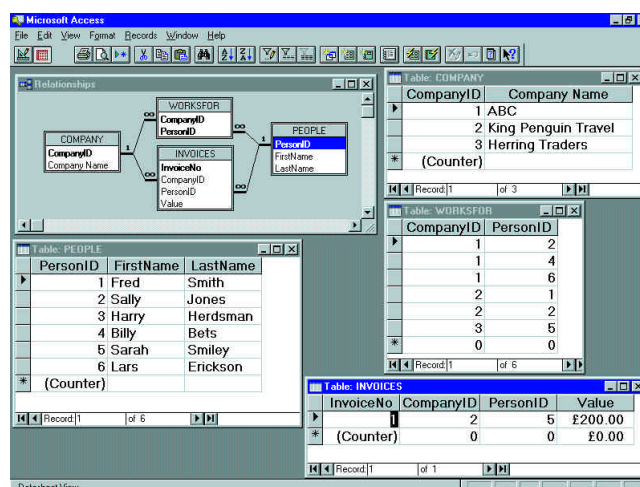 Microsoft Access
File Edit View Format Records Window Help
Relationships
WORKSFOR
CompanyID
PersonID
COMPANY
CompanyID
Company Name
INVOICES
InvoiceNo
CompanyID
PersonID
Value
PEOPLE
PersonID
FirstName
LastName
1 ∞ ∞ 1
∞ ∞
Table: COMPANY
CompanyID Company Name
1 ABC
2 King Penguin Travel
3 Herring Traders
(Counter)
Record: 1 of 3
Table: WORKSFOR
CompanyID PersonID
1 2
1 4
1 6
2 1
2 2
3 5
0 0
Record: 1 of 6
Table: PEOPLE
PersonID FirstName LastName
1 Fred Smith
2 Sally Jones
3 Harry Herdsman
4 Billy Bets
5 Sarah Smiley
6 Lars Erickson
(Counter)
Record: 1 of 6
Table: INVOICES
InvoiceNo CompanyID PersonID Value
1 2 5 £200.00
(Counter) 0 0 £0.00
Record: 1 of 1
Datasheet View